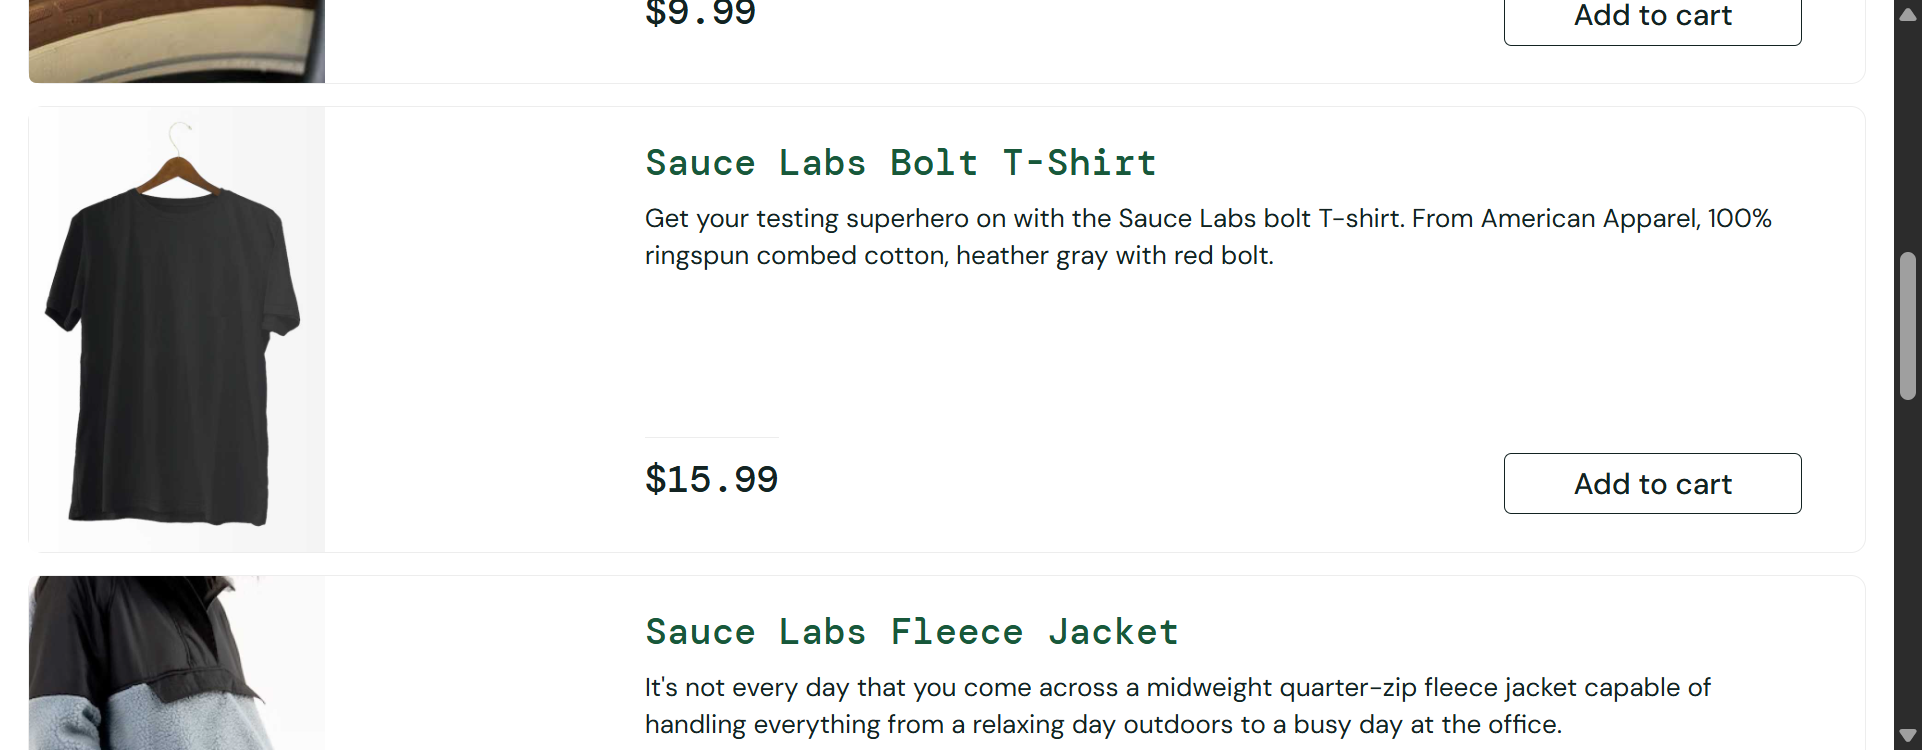 $9.99
Add to cart
Sauce Labs Bolt T-Shirt
Get your testing superhero on with the Sauce Labs bolt T-shirt. From American Apparel, 100%
ringspun combed cotton, heather gray with red bolt.
$15.99
Add to cart
Sauce Labs Fleece Jacket
It's not every day that you come across a midweight quarter-zip fleece jacket capable of
handling everything from a relaxing day outdoors to a busy day at the office.